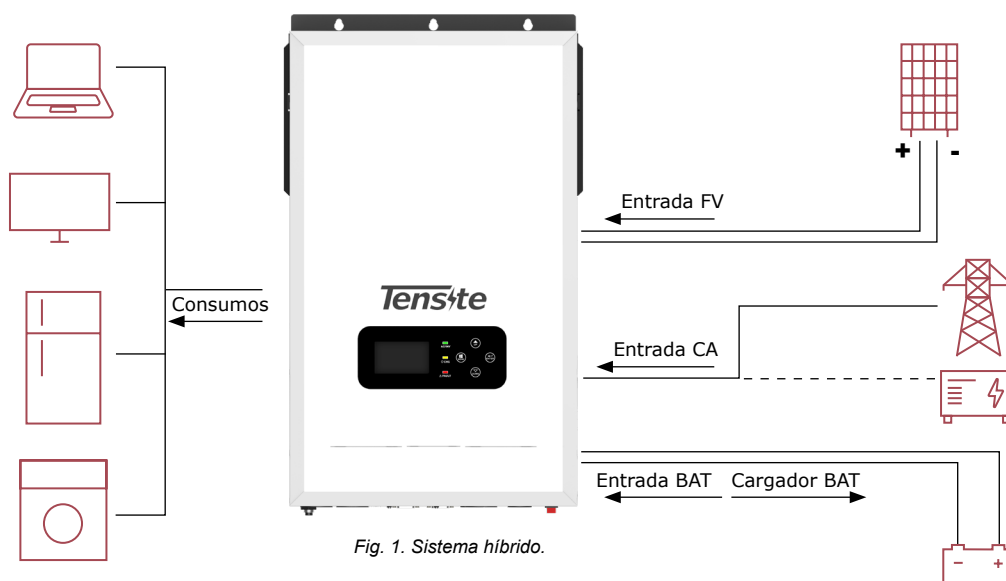 + -
Entrada FV
Tensite
Consumos
Entrada CA
Entrada BAT Cargador BAT
Fig. 1. Sistema híbrido.
- +